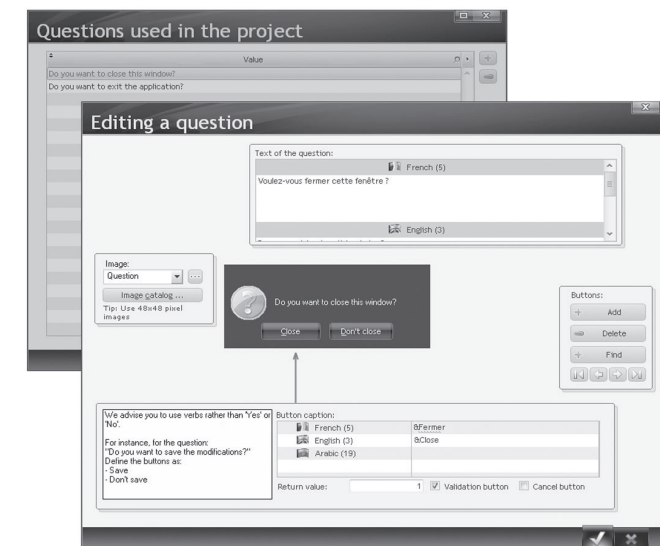 Questions used in the project
Value
Do you want to close this window?
Do you want to exit the application?
Editing a question
Text of the question:
French (5)
Voulez-vous fermer cette fenêtre ?
English (3)
Image:
Question
...
Image catalog ...
Tip: Use 48x48 pixel
images
Do you want to close this window?
Close
Don't close
Buttons:
Add
Delete
Find
We advise you to use verbs rather than 'Yes' or
'No'.
For instance, for the question:
"Do you want to save the modifications?"
Define the buttons as:
- Save
- Don't save
Button caption:
French (5) &Fermer
English (3) &Close
Arabic (19)
Return value: 1 Validation button Cancel button